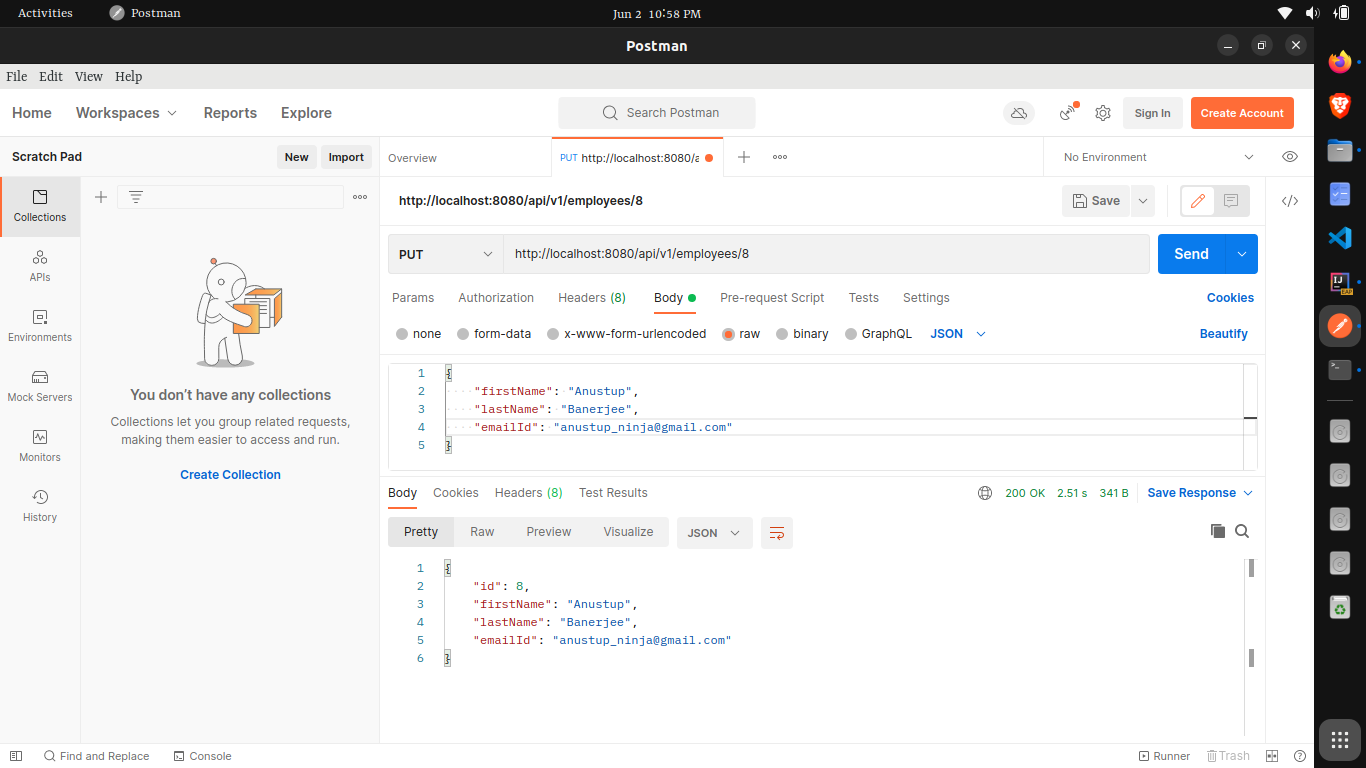 Activities Postman Jun 2 10:58 PM
Postman
File Edit View Help
Home Workspaces Reports Explore Search Postman Sign In Create Account
Scratch Pad New Import
Overview PUT http://localhost:8080/a No Environment
Collections
APIs
Environments
Mock Servers
Monitors
History
You don't have any collections
Collections let you group related requests,
making them easier to access and run.
Create Collection
http://localhost:8080/api/v1/employees/8 Save
PUT http://localhost:8080/api/v1/employees/8 Send
Params Authorization Headers (8) Body Pre-request Script Tests Settings Cookies
none form-data x-www-form-urlencoded raw binary GraphQL JSON Beautify
1 {
2 "firstName": "Anustup",
3 "lastName": "Banerjee",
4 "emailId": "anustup_ninja@gmail.com"
5 }
Body Cookies Headers (8) Test Results 200 OK 2.51 s 341 B Save Response
Pretty Raw Preview Visualize JSON
1 {
2 "id": 8,
3 "firstName": "Anustup",
4 "lastName": "Banerjee",
5 "emailId": "anustup_ninja@gmail.com"
6 }
Find and Replace Console Runner Trash